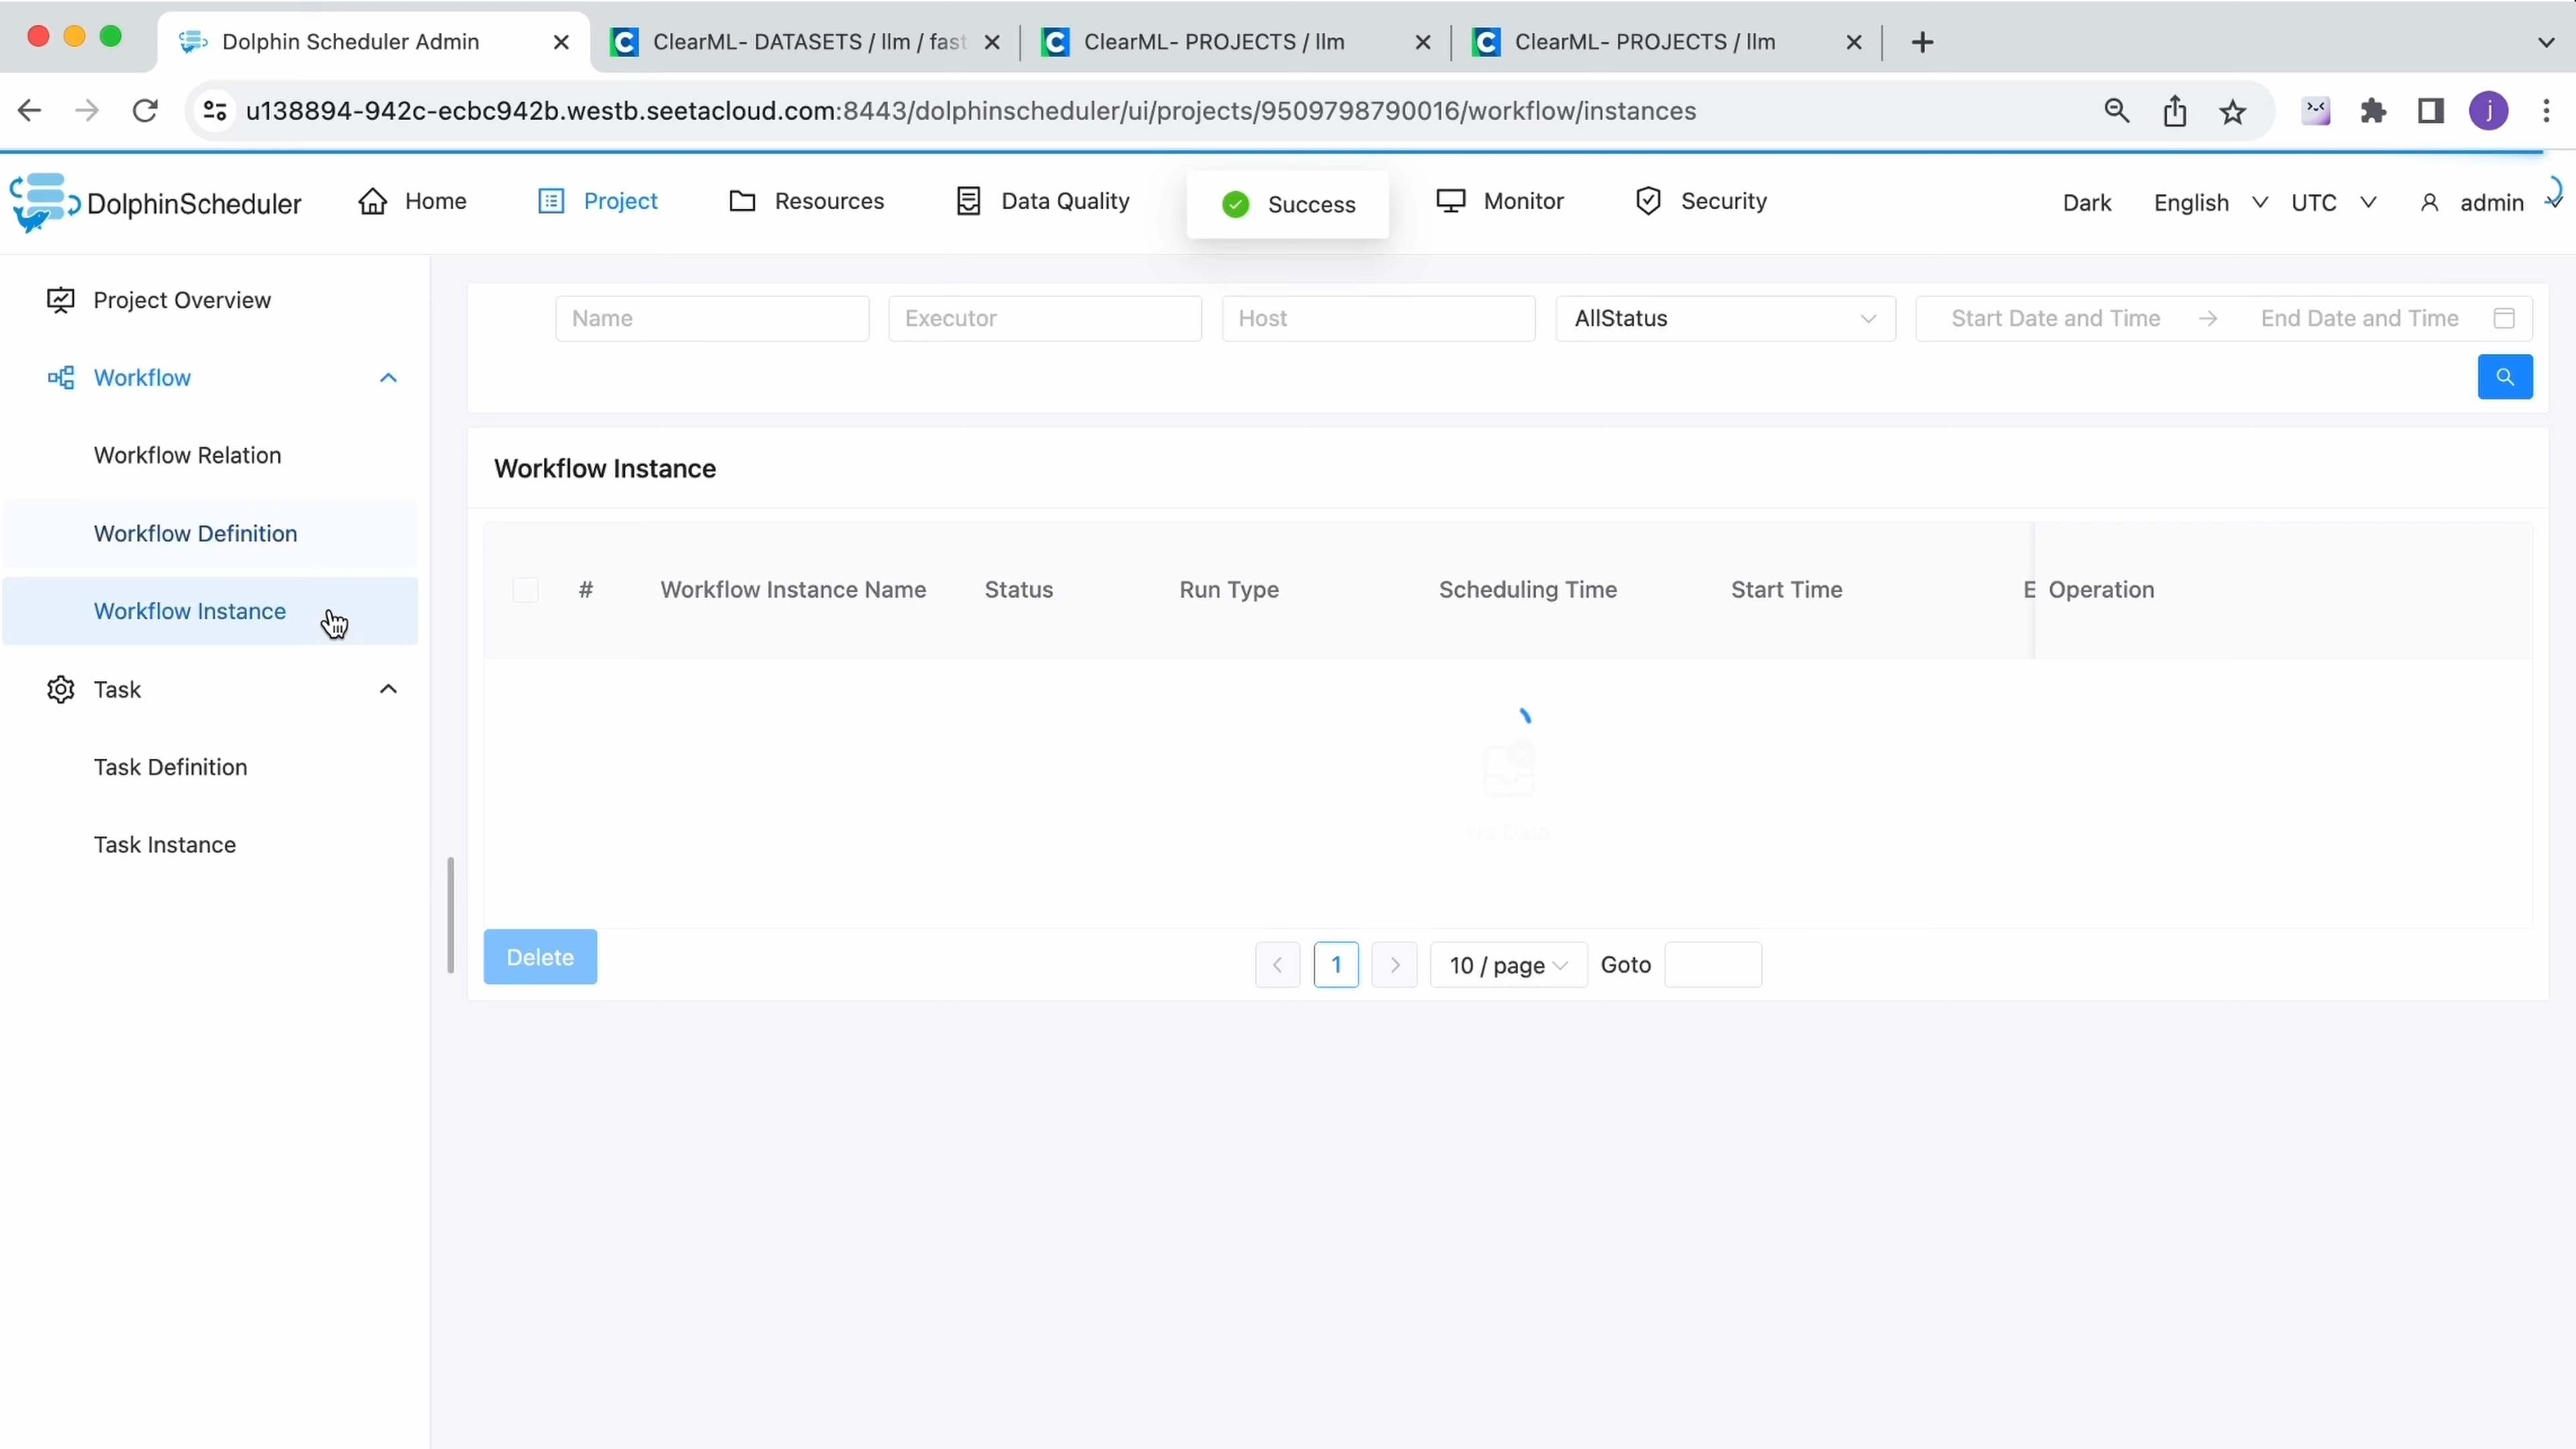 Dolphin Scheduler Admin
ClearML- DATASETS / llm / fast
ClearML- PROJECTS / llm
ClearML- PROJECTS / llm
u138894-942c-ecbc942b.westb.seetacloud.com:8443/dolphinscheduler/ui/projects/9509798790016/workflow/instances
j
DolphinScheduler
Home
Project
Resources
Data Quality
Success
Monitor
Security
Dark
English
UTC
admin
Project Overview
Workflow
Workflow Relation
Workflow Definition
Workflow Instance
Task
Task Definition
Task Instance
Name
Executor
Host
AllStatus
Start Date and Time
End Date and Time
Workflow Instance
#
Workflow Instance Name
Status
Run Type
Scheduling Time
Start Time
E
Operation
No Data
Delete
1
10 / page
Goto